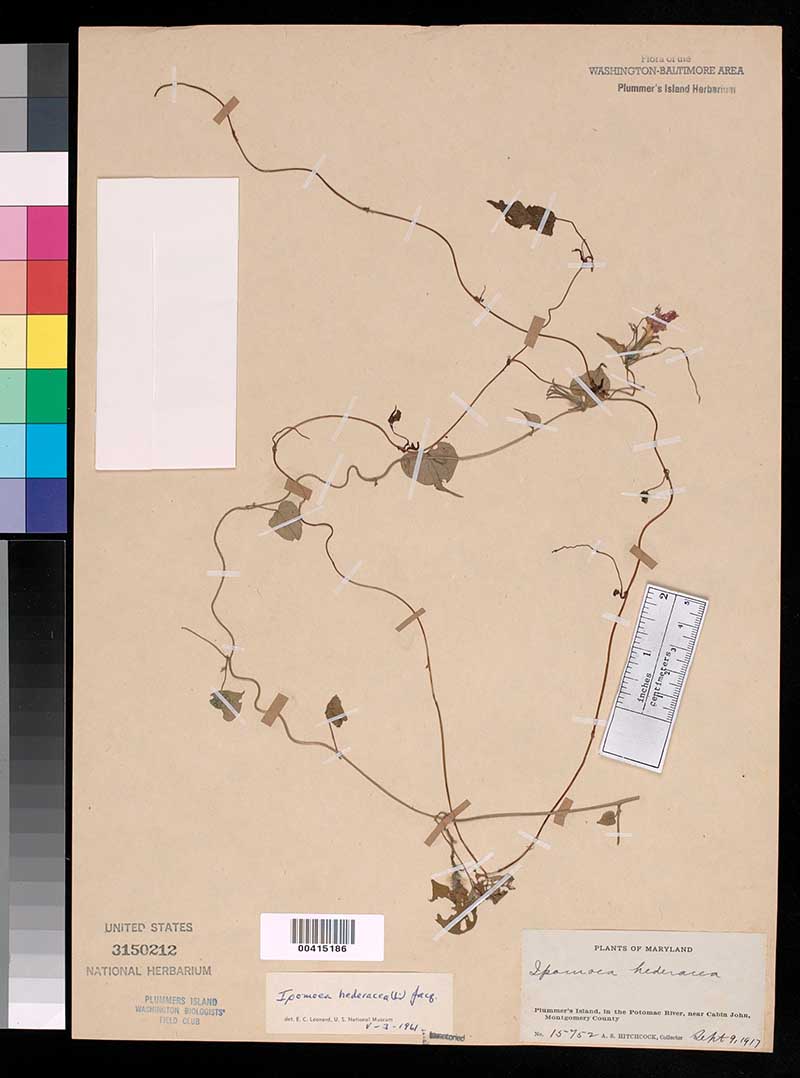 Flora of the
WASHINGTON-BALTIMORE AREA
Plummer's Island Herbarium
inches
1
2
centimeters
1
2
3
4
5
UNITED STATES
3150212
NATIONAL HERBARIUM
PLUMMERS ISLAND
WASHINGTON BIOLOGISTS'
FIELD CLUB
00415186
Ipomoea hederacea (L.) Jacq.
det. E. C. Leonard, U. S. National Museum
V-3-1961
PLANTS OF MARYLAND
Ipomoea hederacea
Plummer's Island, in the Potomac River, near Cabin John,
Montgomery County
No. 15752 A. S. HITCHCOCK, Collector Sept 9, 1917